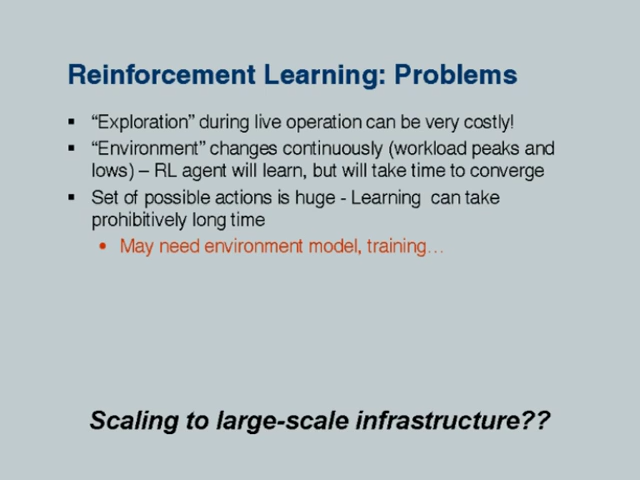 Reinforcement Learning: Problems
▪ “Exploration” during live operation can be very costly!
▪ “Environment” changes continuously (workload peaks and
lows) – RL agent will learn, but will take time to converge
▪ Set of possible actions is huge - Learning can take
prohibitively long time
• May need environment model, training…
Scaling to large-scale infrastructure??